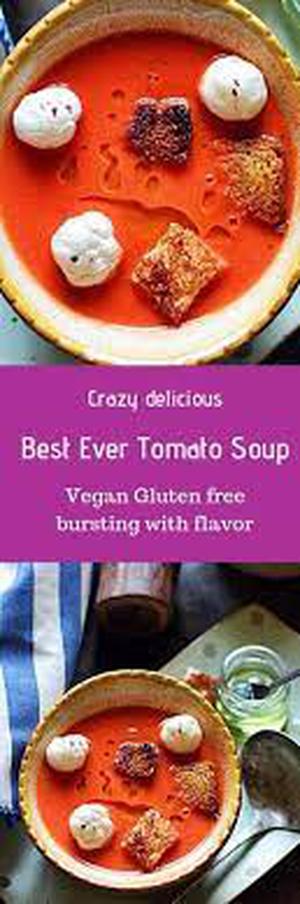 Crazy delicious
Best Ever Tomato Soup
Vegan Gluten free
bursting with flavor